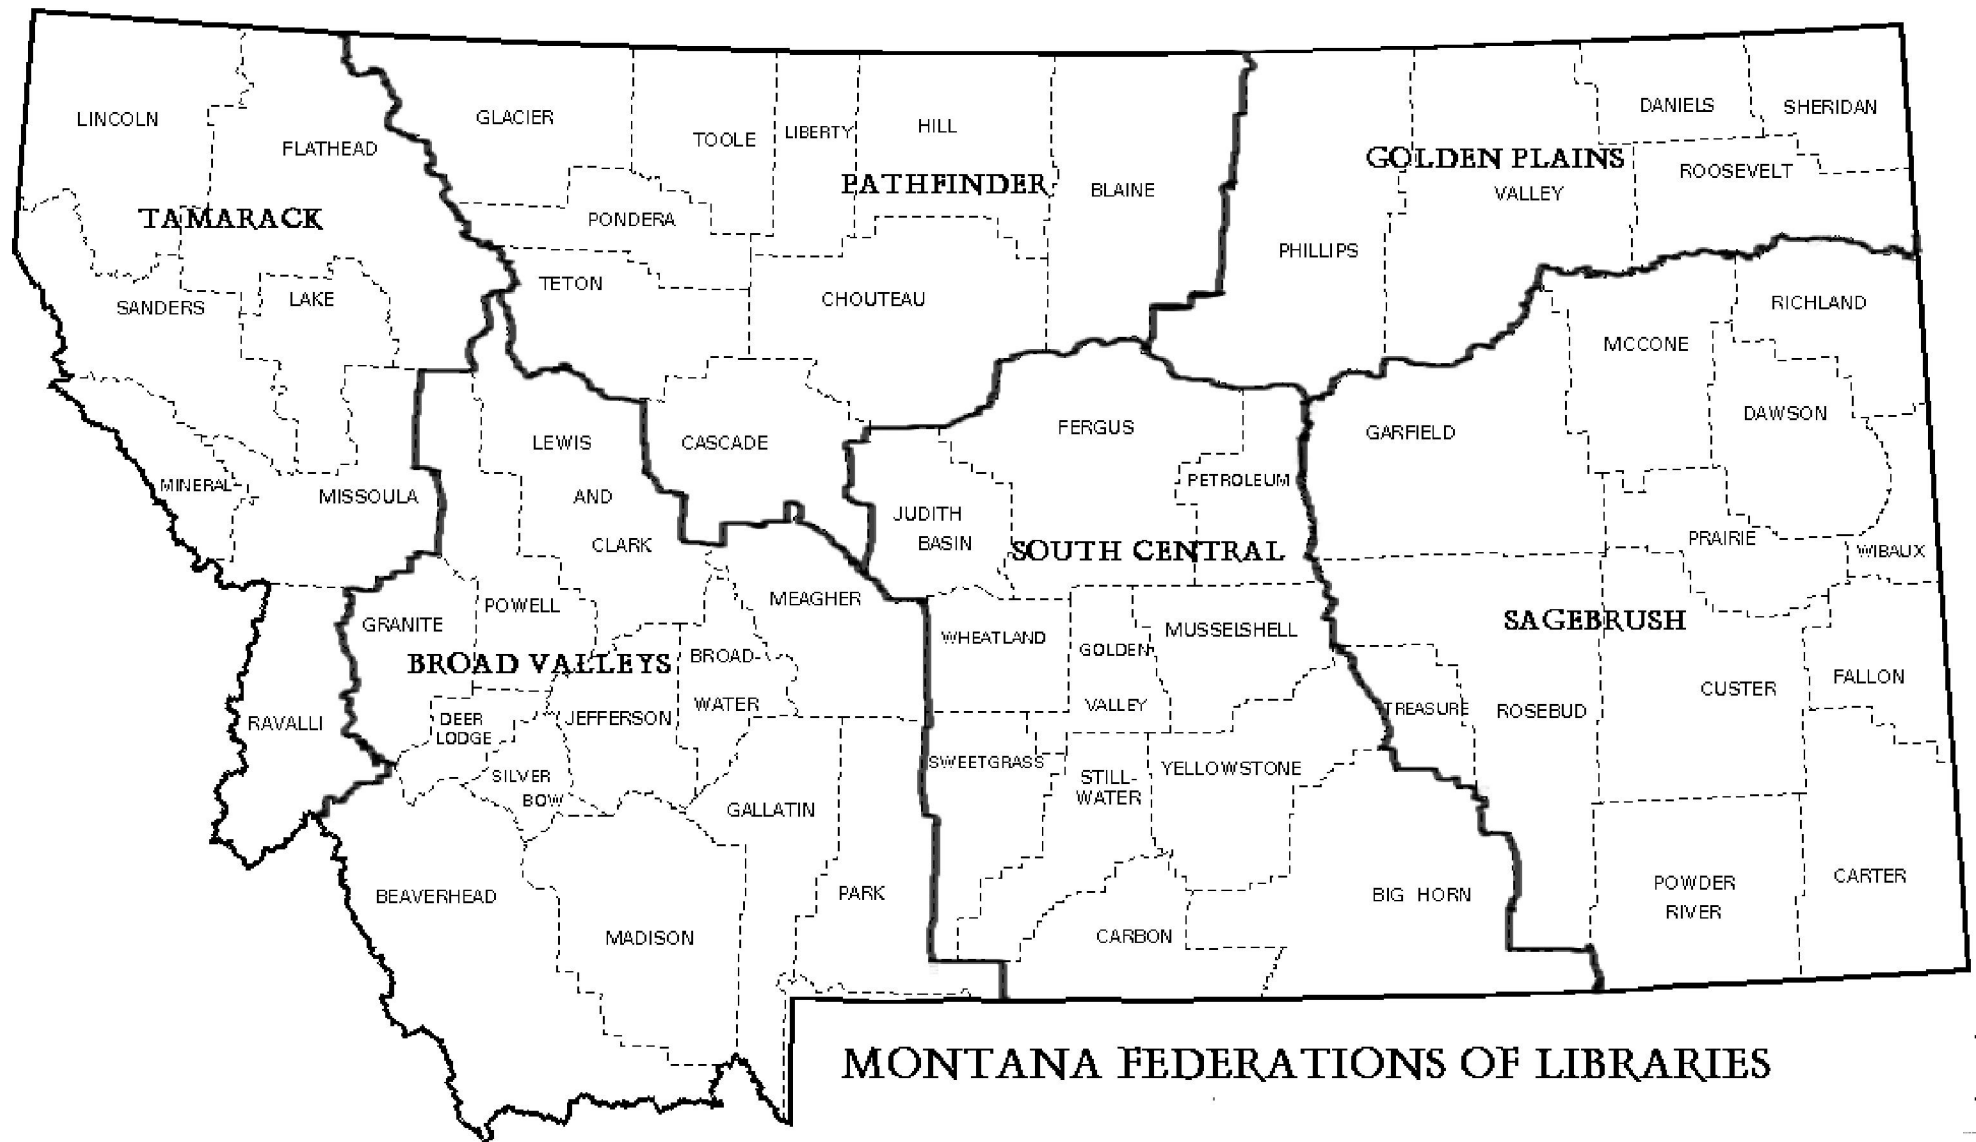 LINCOLN
FLATHEAD
GLACIER
TOOLE
LIBERTY
HILL
BLAINE
DANIELS
SHERIDAN
GOLDEN PLAINS
ROOSEVELT
VALLEY
PATHFINDER
TAMARACK
PONDERA
PHILLIPS
TETON
CHOUTEAU
SANDERS
LAKE
RICHLAND
MCCONE
DAWSON
GARFIELD
FERGUS
LEWIS
AND
CLARK
CASCADE
PETROLEUM
MINERAL
MISSOULA
JUDITH
BASIN
SOUTH CENTRAL
PRAIRIE
WIBAUX
POWELL
MEAGHER
GRANITE
BROAD VALLEYS
BROAD-
WATER
WHEATLAND
GOLDEN
VALLEY
MUSSELSHELL
SAGEBRUSH
RAVALLI
DEER
LODGE
JEFFERSON
TREASURE
ROSEBUD
CUSTER
FALLON
SILVER
BOW
SWEETGRASS
STILL-
WATER
YELLOWSTONE
GALLATIN
BEAVERHEAD
PARK
BIG HORN
POWDER
RIVER
CARTER
MADISON
CARBON
MONTANA FEDERATIONS OF LIBRARIES